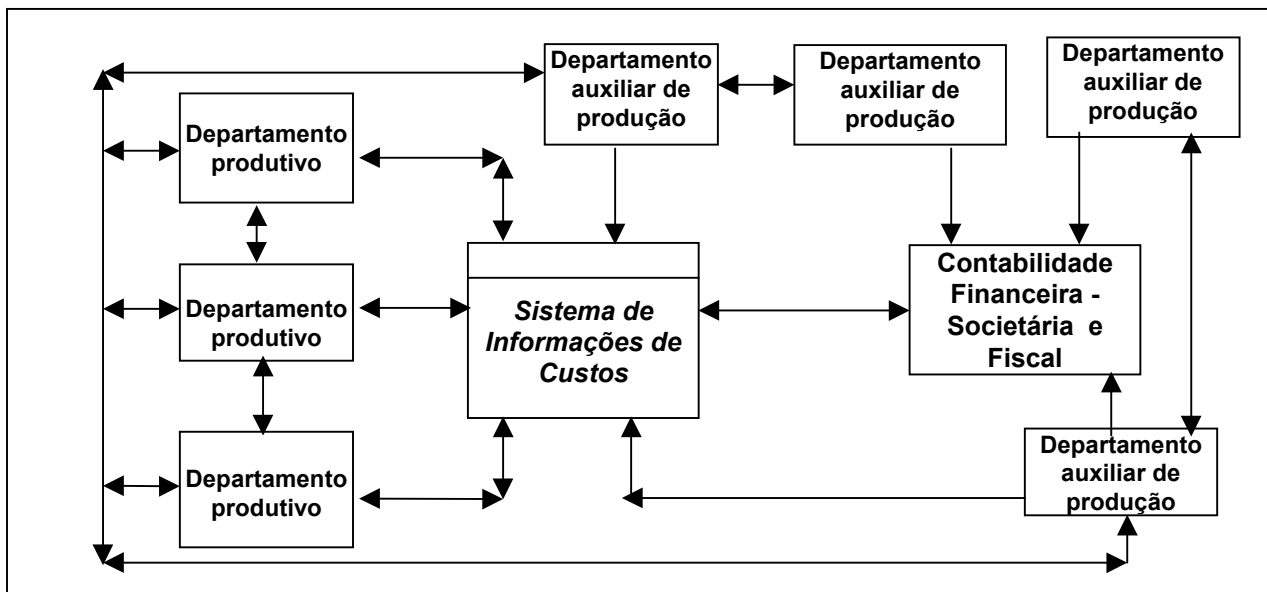 Departamento
auxiliar de
produção
Departamento
auxiliar de
produção
Departamento
auxiliar de
produção
Departamento
produtivo
Departamento
produtivo
Departamento
produtivo
Sistema de
Informações de
Custos
Contabilidade
Financeira -
Societária e
Fiscal
Departamento
auxiliar de
produção